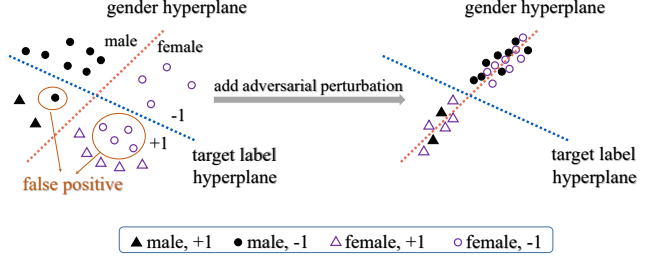 gender hyperplane
gender hyperplane
male
female
add adversarial perturbation
-1
+1
target label
hyperplane
target label
hyperplane
false positive
male, +1
male, -1
female, +1
female, -1